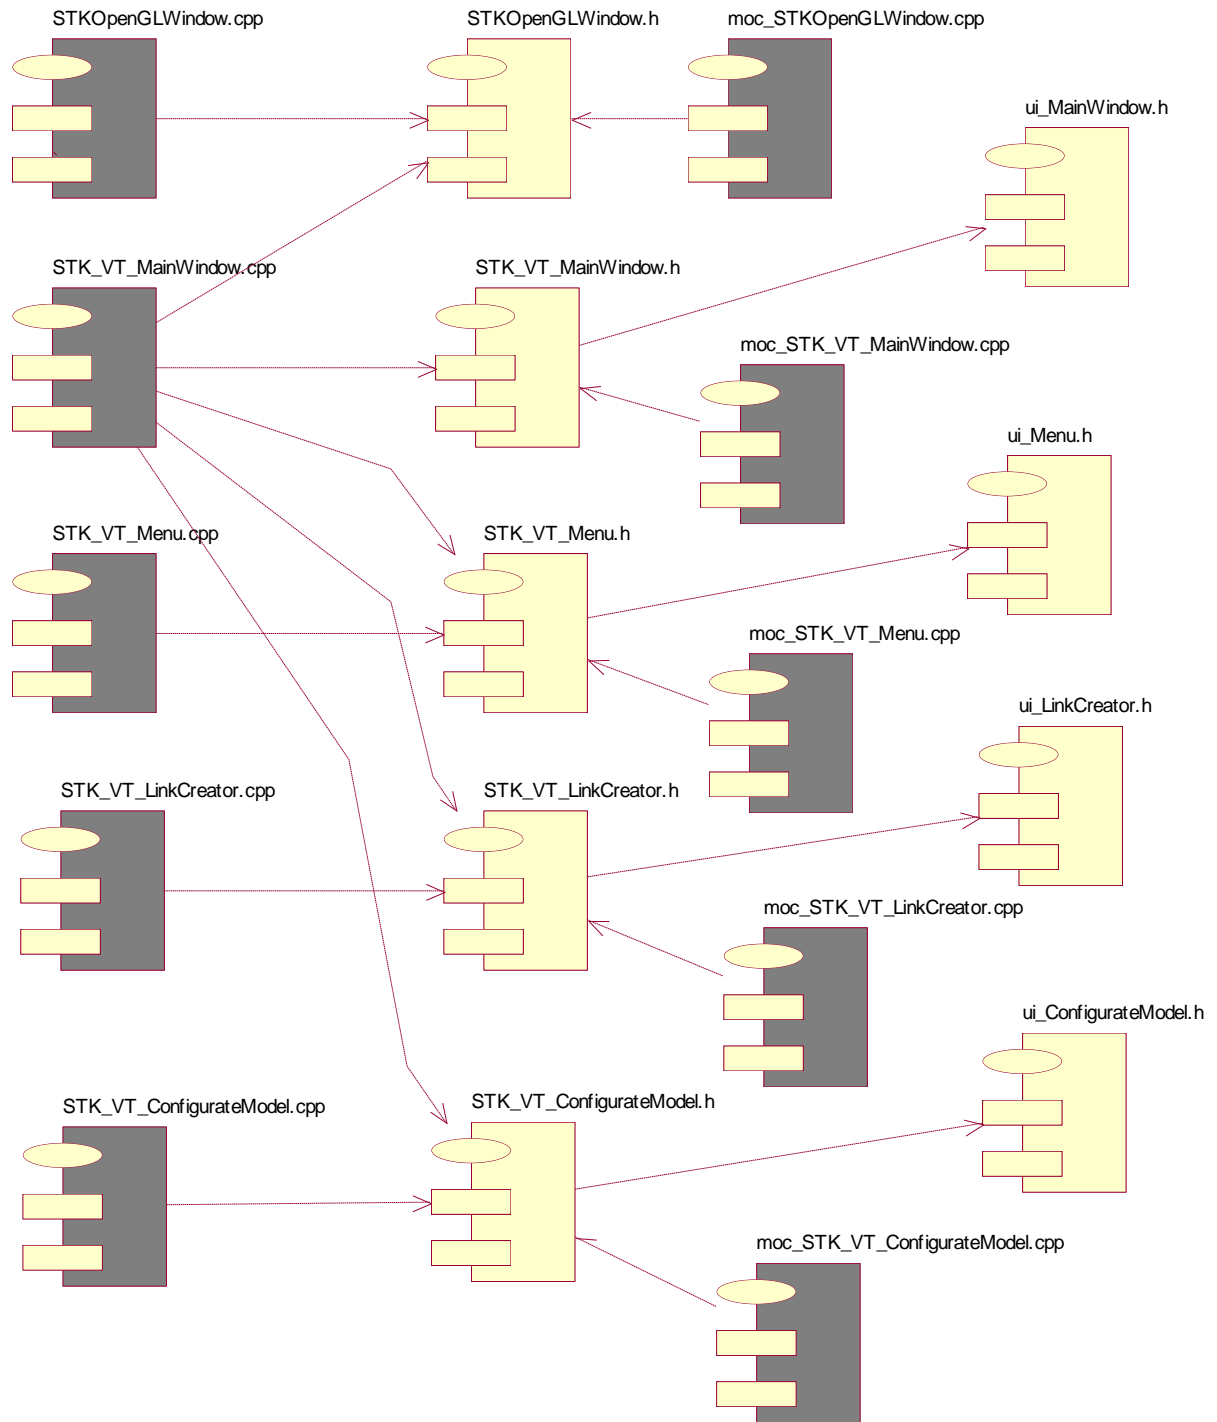 STKOpenGLWindow.cpp
STKOpenGLWindow.h
moc_STKOpenGLWindow.cpp
ui_MainWindow.h
STK_VT_MainWindow.cpp
STK_VT_MainWindow.h
moc_STK_VT_MainWindow.cpp
ui_Menu.h
STK_VT_Menu.cpp
STK_VT_Menu.h
moc_STK_VT_Menu.cpp
ui_LinkCreator.h
STK_VT_LinkCreator.cpp
STK_VT_LinkCreator.h
moc_STK_VT_LinkCreator.cpp
ui_ConfigurateModel.h
STK_VT_ConfigurateModel.cpp
STK_VT_ConfigurateModel.h
moc_STK_VT_ConfigurateModel.cpp